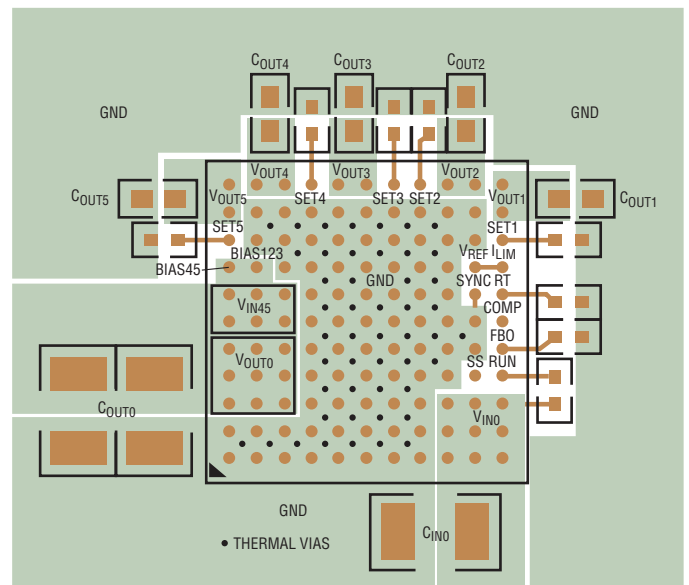 COUT4 COUT3 COUT2
GND GND
VOUT4 VOUT3 VOUT2
COUT5 VOUT5 SET4 SET3 SET2 VOUT1 COUT1
SET5 SET1
BIAS123 VREF ILIM
BIAS45 GND SYNC RT
VIN45 COMP
FBO
VOUT0 SS RUN
COUT0 VIN0
GND
• THERMAL VIAS CIN0